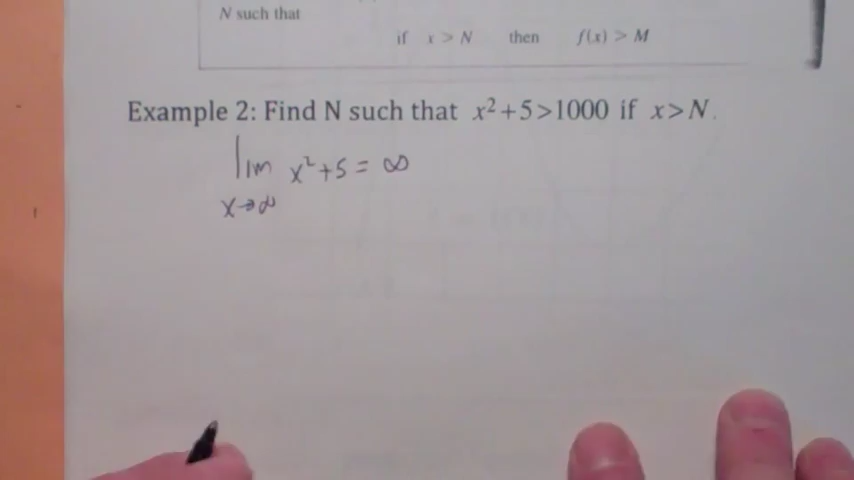 N such that
if x > N then f(x) > M
Example 2: Find N such that x²+5>1000 if x>N.
lim x²+5 = ∞
x→∞